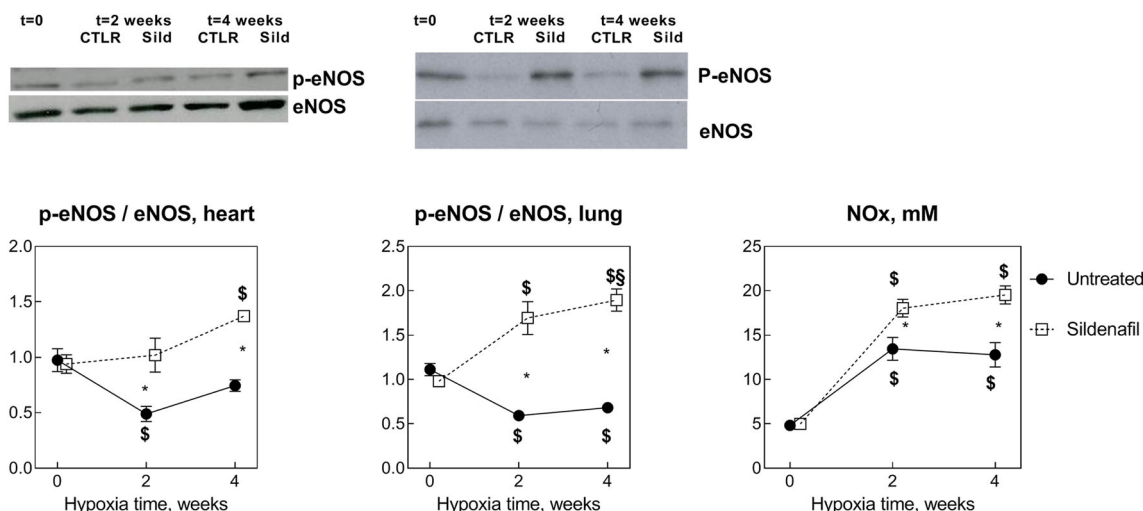 t=0 t=2 weeks t=4 weeks
CTLR Sild CTLR Sild
p-eNOS
eNOS
t=0 t=2 weeks t=4 weeks
CTLR Sild CTLR Sild
P-eNOS
eNOS
p-eNOS / eNOS, heart
2.0
1.5
1.0
0.5
0.0
$
*
*
$
0 2 4
Hypoxia time, weeks
p-eNOS / eNOS, lung
2.5
2.0
1.5
1.0
0.5
0.0
$ $§
*
*
$ $
0 2 4
Hypoxia time, weeks
NOx, mM
25
20
15
10
5
0
$ $
* *
$ $
0 2 4
Hypoxia time, weeks
Untreated
Sildenafil